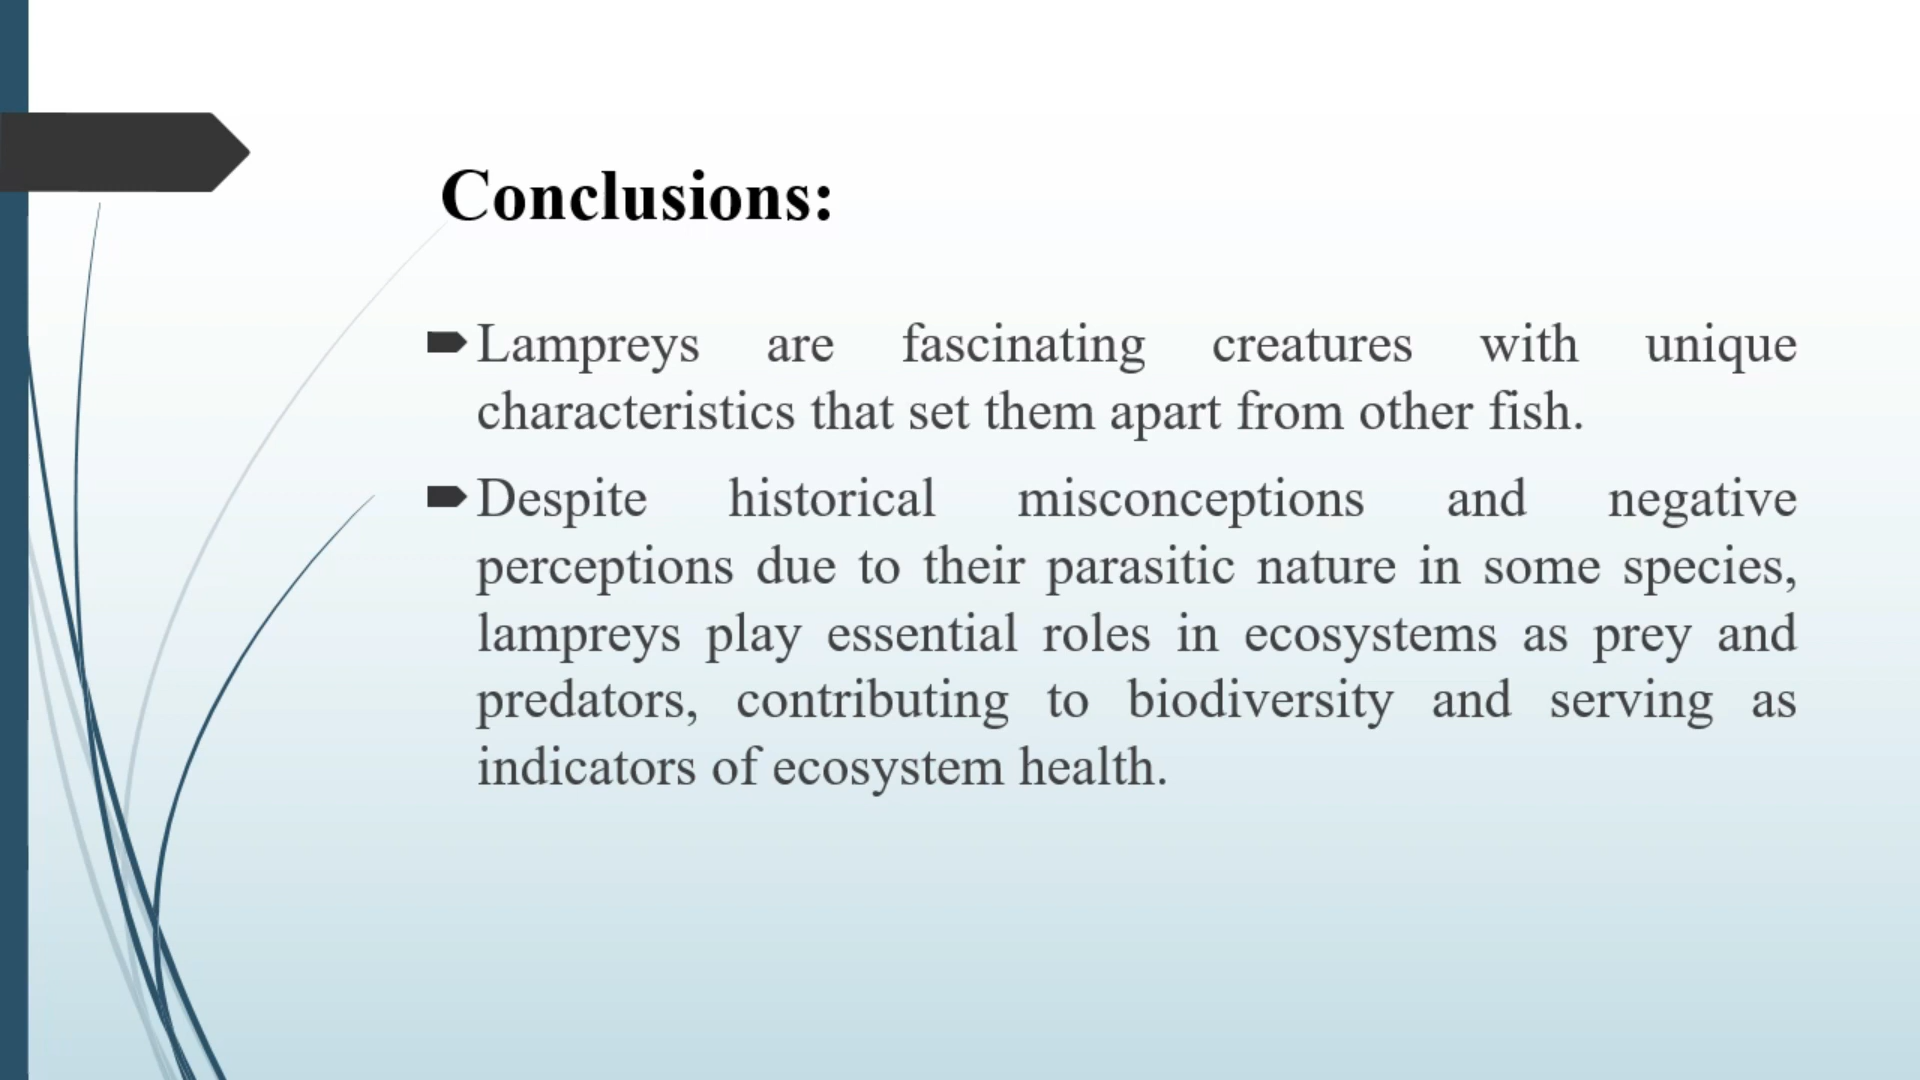 Conclusions:
Lampreys are fascinating creatures with unique
characteristics that set them apart from other fish.
Despite historical misconceptions and negative
perceptions due to their parasitic nature in some species,
lampreys play essential roles in ecosystems as prey and
predators, contributing to biodiversity and serving as
indicators of ecosystem health.